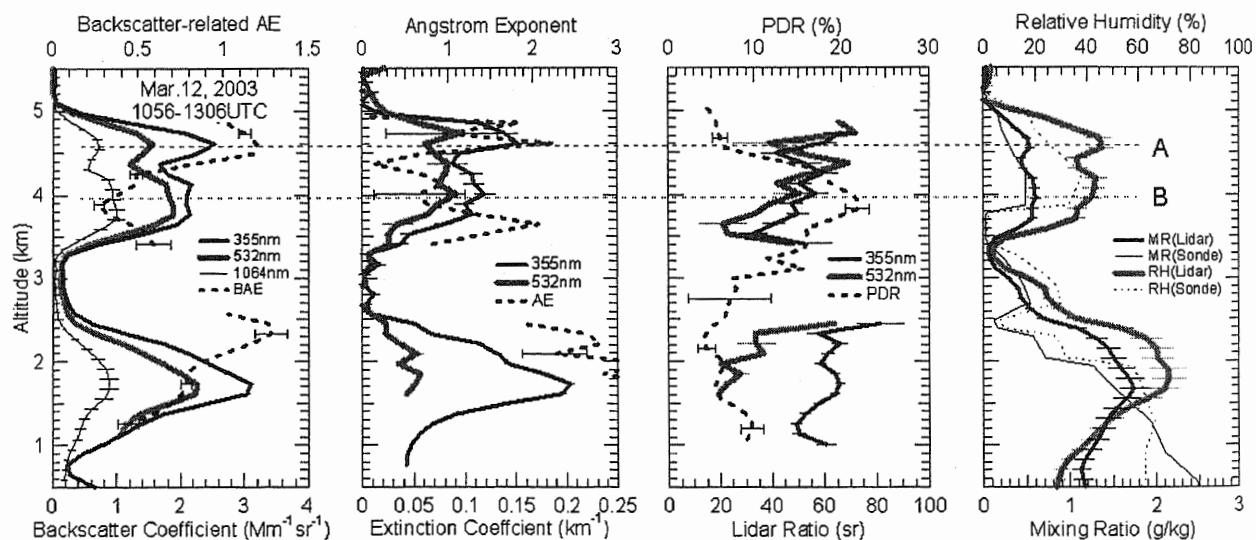 Backscatter-related AE
0 0.5 1 1.5
Angstrom Exponent
0 1 2 3
PDR (%)
0 10 20 30
Relative Humidity (%)
0 20 40 60 80 100
Mar.12, 2003
1056-1306UTC
A
B
5
4
3
2
1
Altitude (km)
355nm
532nm
1064nm
BAE
355nm
532nm
AE
355nm
532nm
PDR
MR(Lidar)
MR(Sonde)
RH(Lidar)
RH(Sonde)
0 1 2 3 4
Backscatter Coefficient (Mm⁻¹sr⁻¹)
0 0.05 0.1 0.15 0.2 0.25
Extinction Coeffcient (km⁻¹)
0 20 40 60 80 100
Lidar Ratio (sr)
0 1 2 3
Mixing Ratio (g/kg)